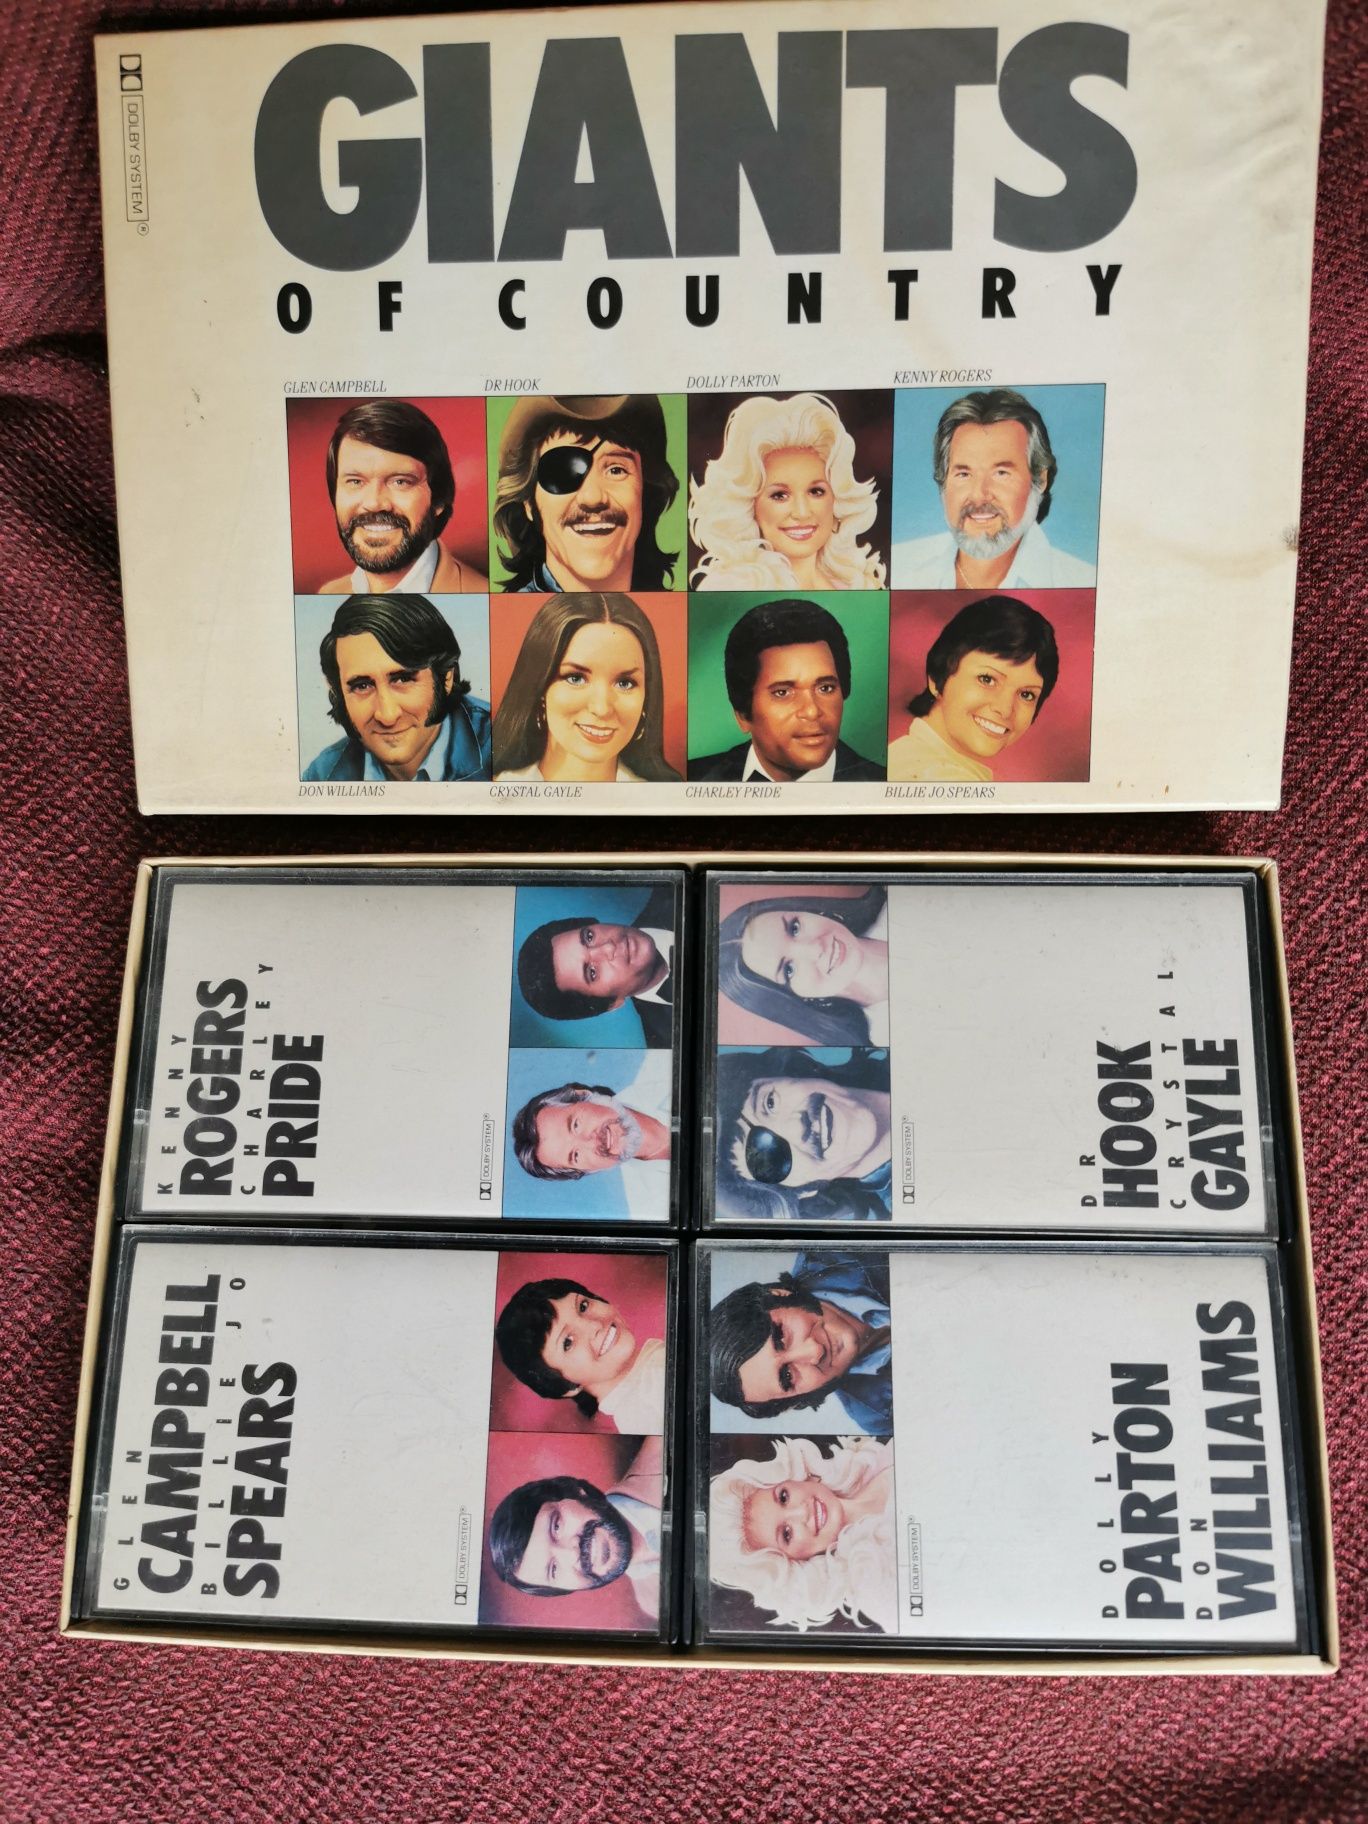 DOLBY SYSTEM ®
GIANTS
OF COUNTRY
GLEN CAMPBELL
DR HOOK
DOLLY PARTON
KENNY ROGERS
DON WILLIAMS
CRYSTAL GAYLE
CHARLEY PRIDE
BILLIE JO SPEARS
KENNY
ROGERS
CHARLEY
PRIDE
DOLBY SYSTEM ®
DR
HOOK
CRYSTAL
GAYLE
DOLBY SYSTEM ®
GLEN
CAMPBELL
BILLIE JO
SPEARS
DOLBY SYSTEM ®
DOLLY
PARTON
DON
WILLIAMS
DOLBY SYSTEM ®